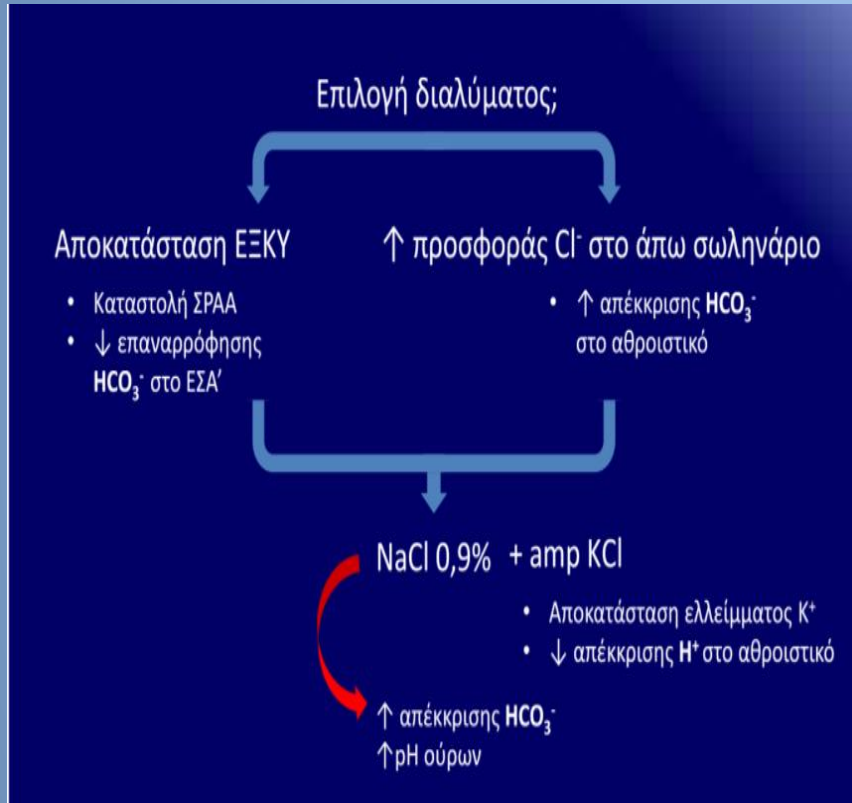 Επιλογή διαλύματος;
Αποκατάσταση ΕΞΚΥ
• Καταστολή ΣΡΑΑ
• ↓ επαναρρόφησης
HCO₃⁻ στο ΕΣΑ’
↑ προσφοράς Cl⁻ στο άπω σωληνάριο
• ↑ απέκκρισης HCO₃⁻
στο αθροιστικό
NaCl 0,9% + amp KCl
• Αποκατάσταση ελλείμματος Κ⁺
• ↓ απέκκρισης Η⁺ στο αθροιστικό
↑ απέκκρισης HCO₃⁻
↑pH ούρων